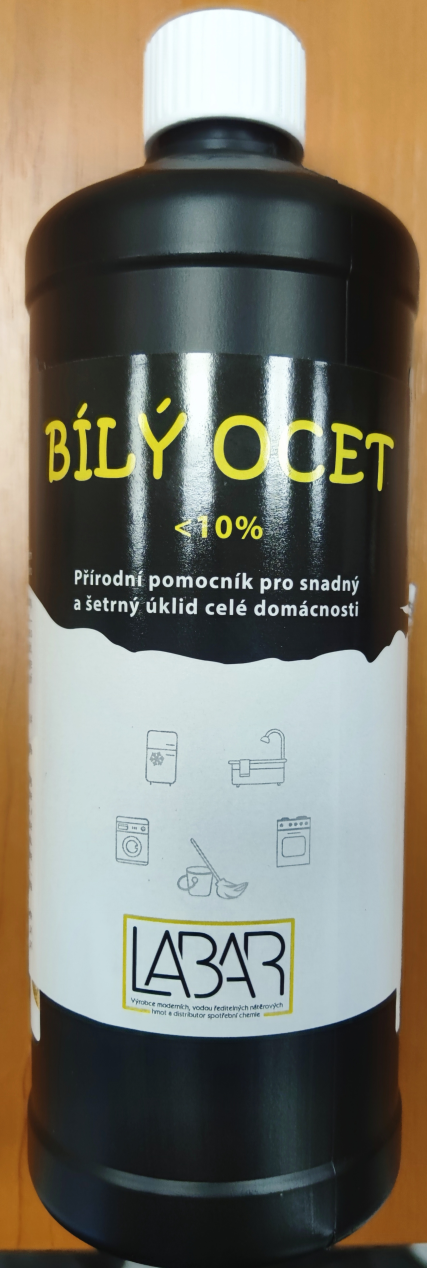 BÍLÝ OCET
<10%
Přírodní pomocník pro snadný
a šetrný úklid celé domácnosti
LABAR
Výrobce moderních, vodou ředitelných nátěrových
hmot a distributor spotřební chemie